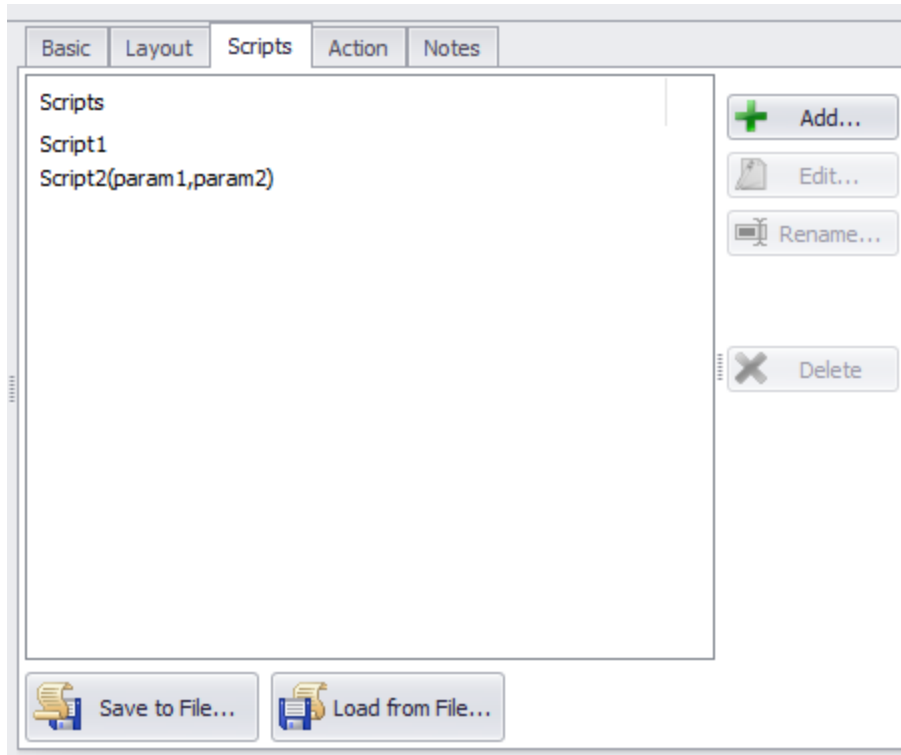 Basic Layout Scripts Action Notes
Scripts
Script1
Script2(param1,param2)
Add...
Edit...
Rename...
Delete
Save to File... Load from File...